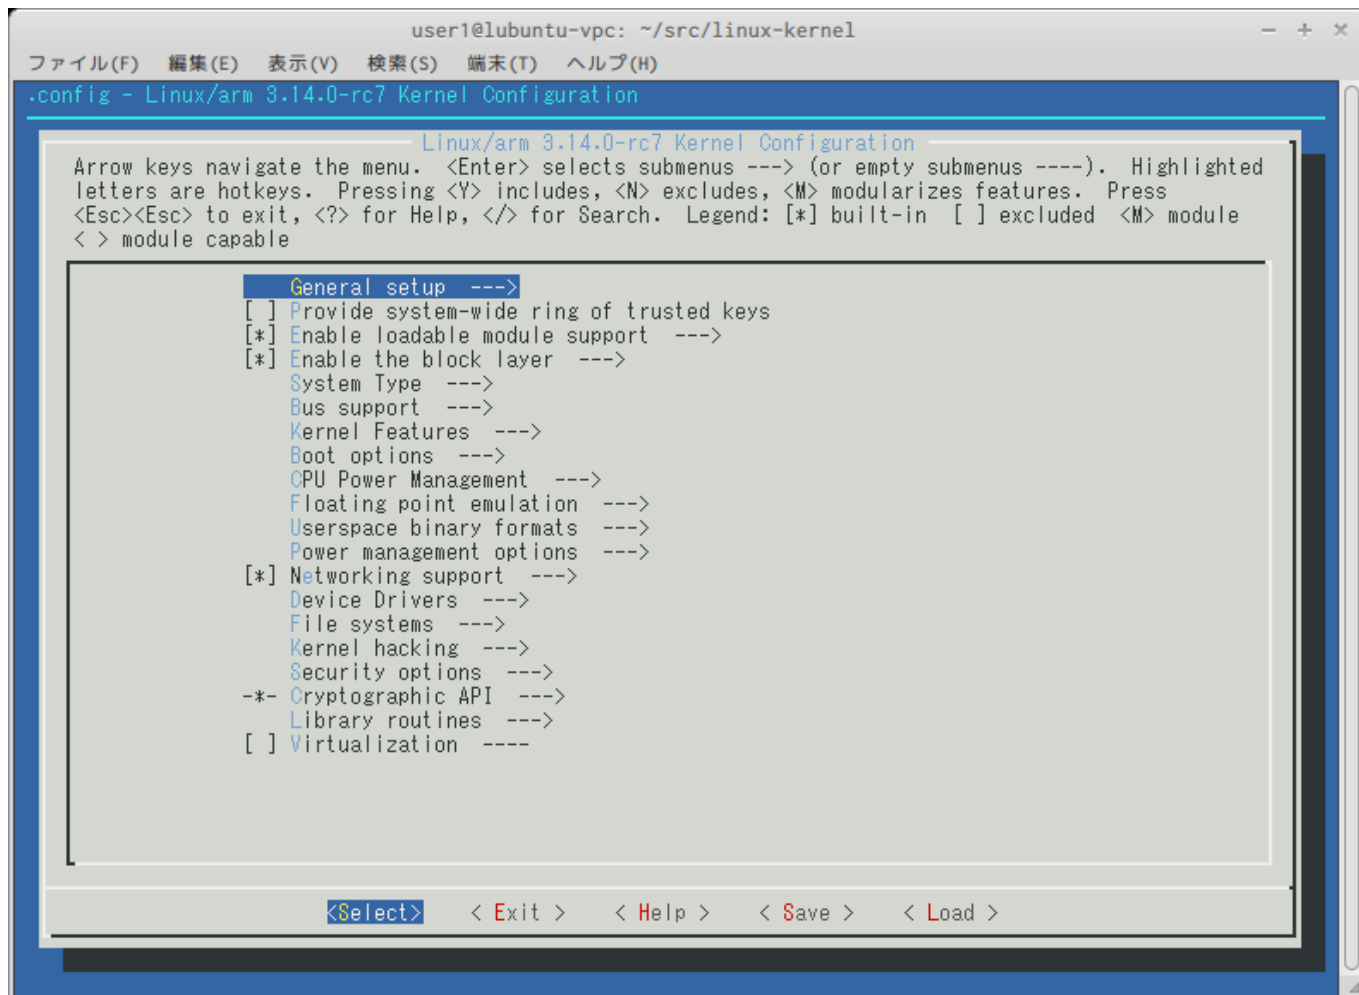 user1@lubuntu-vpc: ~/src/linux-kernel
ファイル(F) 編集(E) 表示(V) 検索(S) 端末(T) ヘルプ(H)
.config - Linux/arm 3.14.0-rc7 Kernel Configuration
Linux/arm 3.14.0-rc7 Kernel Configuration
Arrow keys navigate the menu.  <Enter> selects submenus ---> (or empty submenus ----).  Highlighted
letters are hotkeys.  Pressing <Y> includes, <N> excludes, <M> modularizes features.  Press
<Esc><Esc> to exit, <?> for Help, </> for Search.  Legend: [*] built-in  [ ] excluded  <M> module
< > module capable
General setup  --->
[ ] Provide system-wide ring of trusted keys
[*] Enable loadable module support  --->
[*] Enable the block layer  --->
System Type  --->
Bus support  --->
Kernel Features  --->
Boot options  --->
CPU Power Management  --->
Floating point emulation  --->
Userspace binary formats  --->
Power management options  --->
[*] Networking support  --->
Device Drivers  --->
File systems  --->
Kernel hacking  --->
Security options  --->
-*- Cryptographic API  --->
Library routines  --->
[ ] Virtualization  ----
<Select>    < Exit >    < Help >    < Save >    < Load >